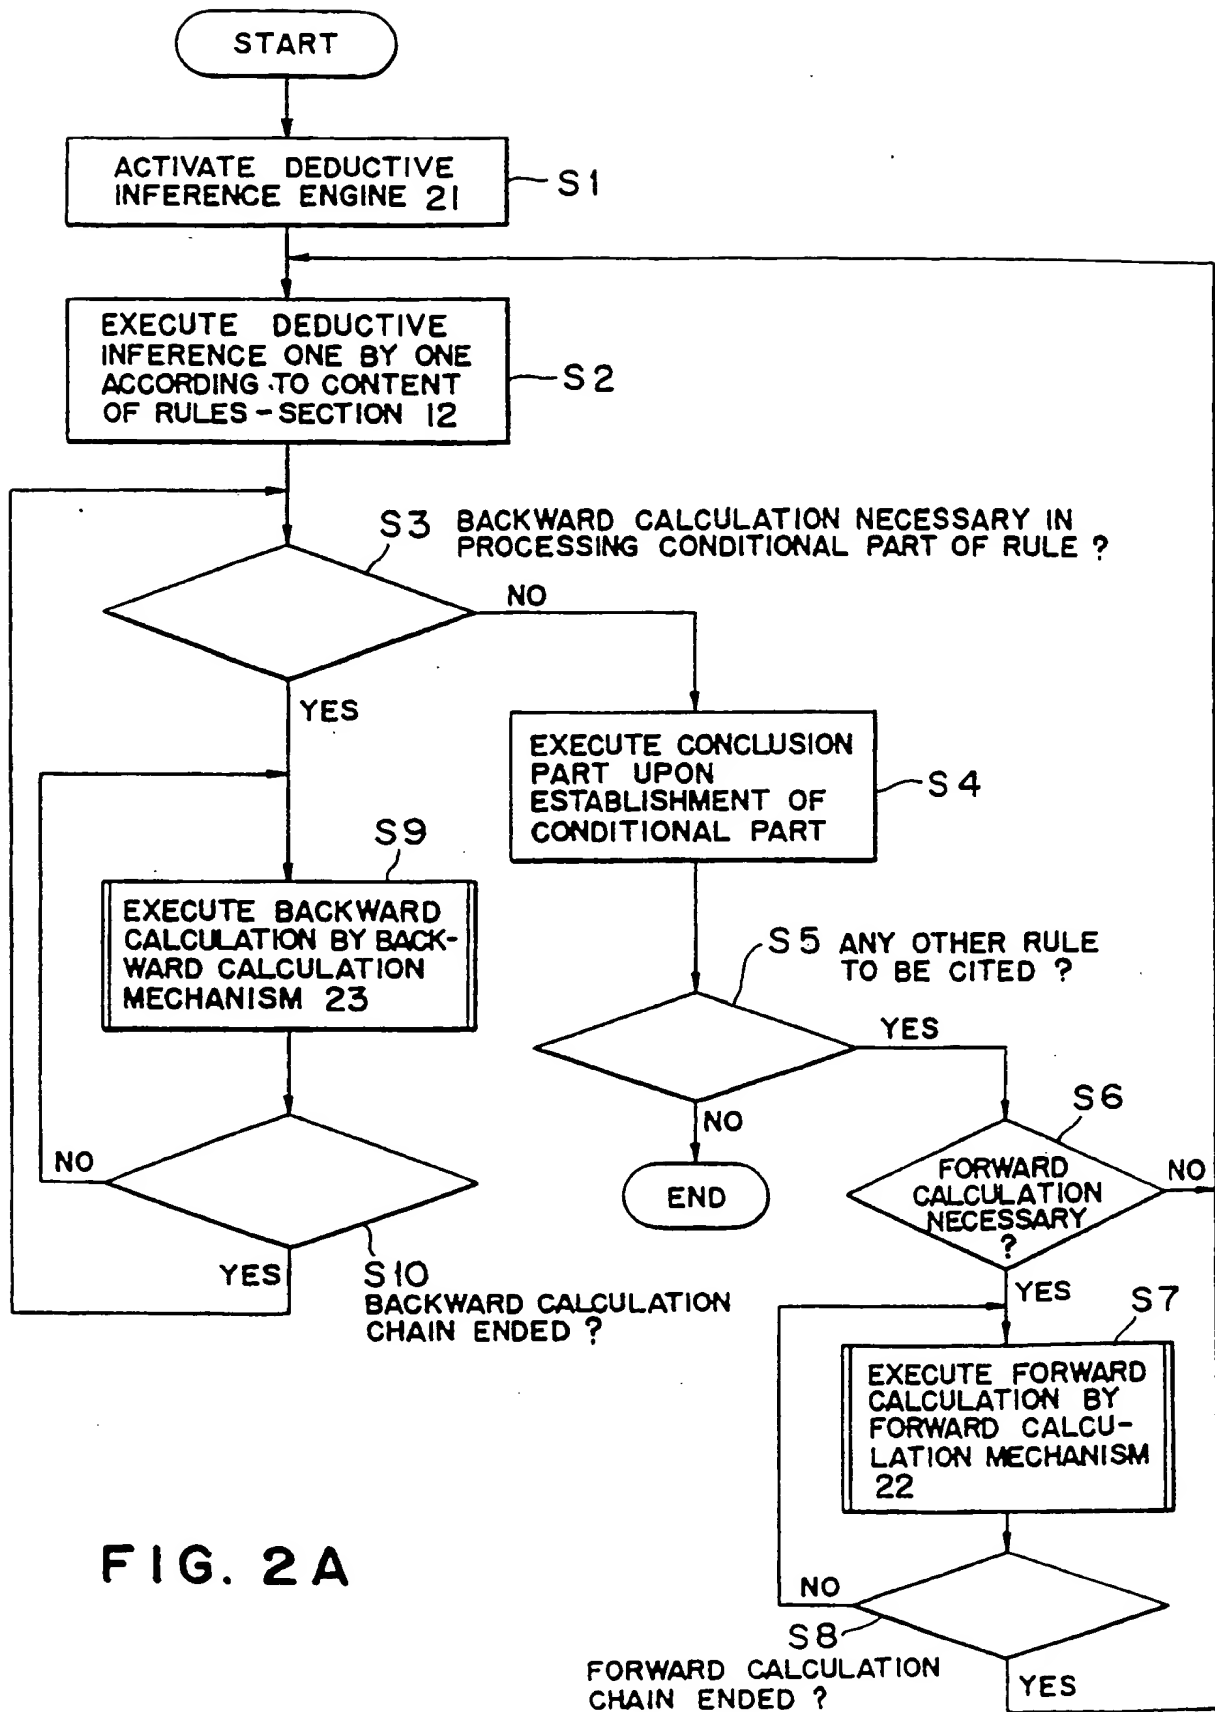 START
ACTIVATE DEDUCTIVE
INFERENCE ENGINE 21
S1
EXECUTE DEDUCTIVE
INFERENCE ONE BY ONE
ACCORDING TO CONTENT
OF RULES-SECTION 12
S2
S3 BACKWARD CALCULATION NECESSARY IN
PROCESSING CONDITIONAL PART OF RULE ?
NO
YES
EXECUTE CONCLUSION
PART UPON
ESTABLISHMENT OF
CONDITIONAL PART
S4
S9
EXECUTE BACKWARD
CALCULATION BY BACK-
WARD CALCULATION
MECHANISM 23
S5 ANY OTHER RULE
TO BE CITED ?
YES
NO
END
S6
FORWARD
CALCULATION
NECESSARY
?
NO
YES
NO
YES
S10
BACKWARD CALCULATION
CHAIN ENDED ?
S7
EXECUTE FORWARD
CALCULATION BY
FORWARD CALCU-
LATION MECHANISM
22
NO
S8
FORWARD CALCULATION
CHAIN ENDED ?
YES
FIG. 2A